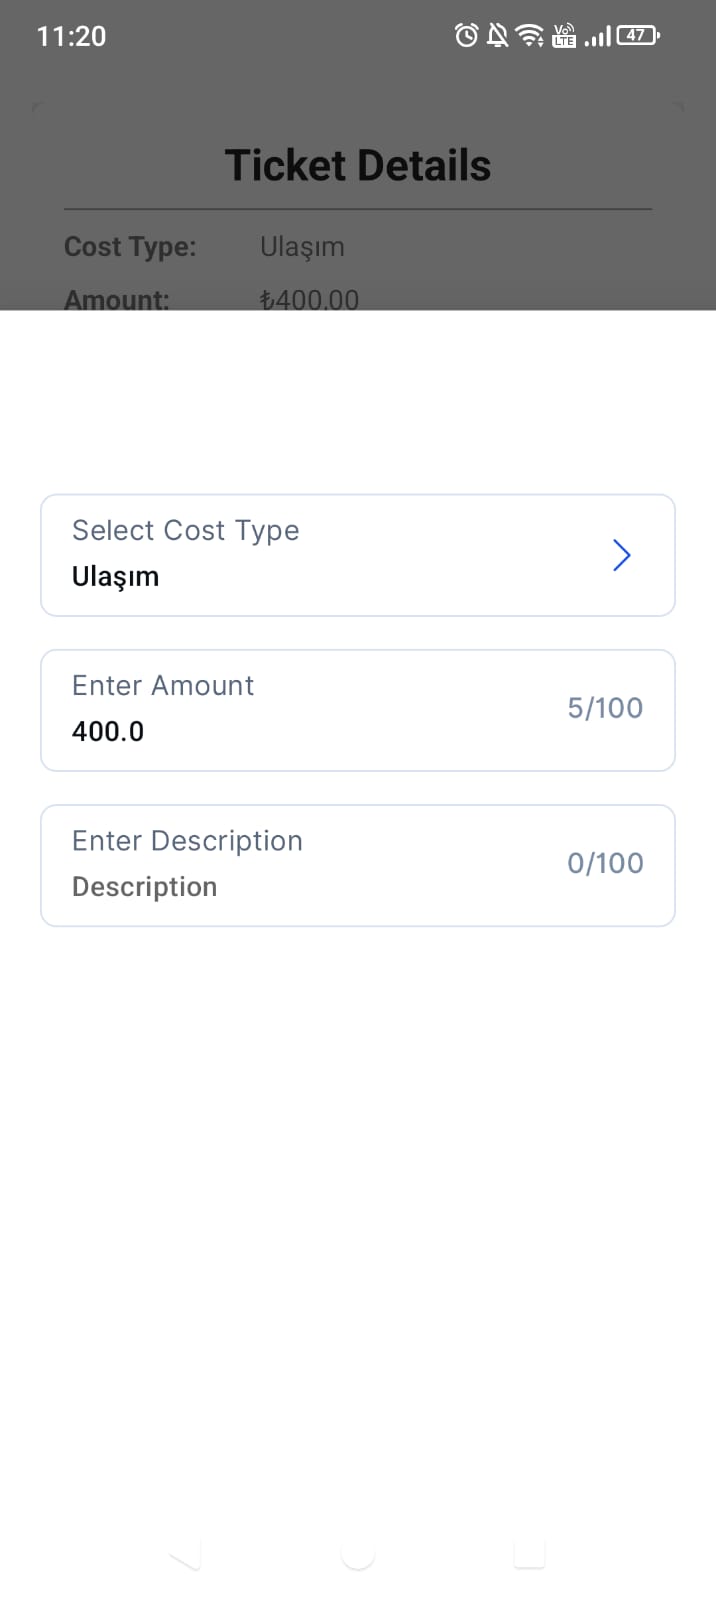 11:20
Vo) LTE
47
Ticket Details
Cost Type: Ulaşım
Amount: ₺400.00
Select Cost Type
Ulaşım
Enter Amount
400.0
5/100
Enter Description
Description
0/100